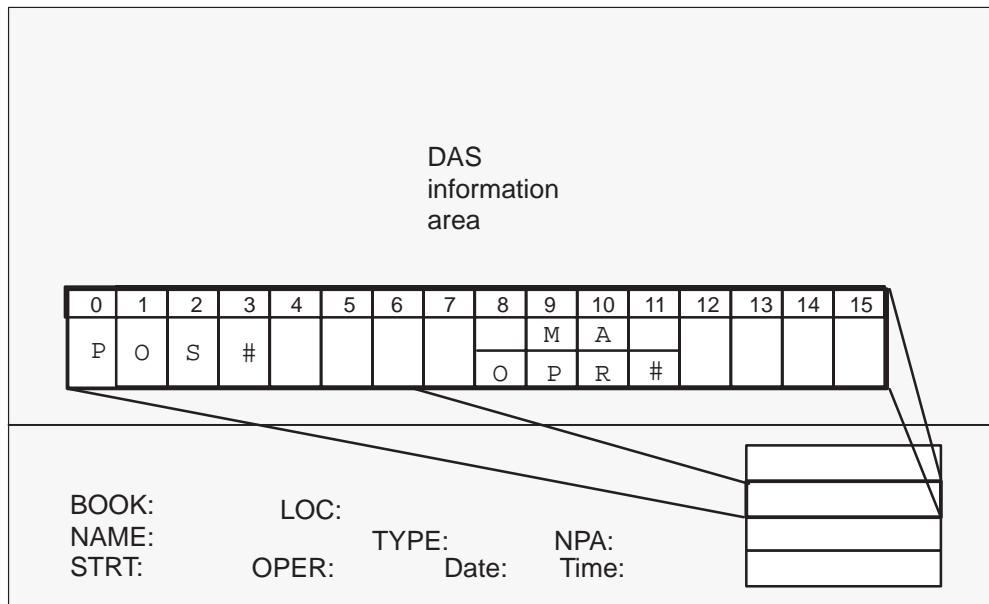 DAS
information
area
0 1 2 3 4 5 6 7 8 9 10 11 12 13 14 15
M A
P O S #
O P R #
BOOK: LOC:
NAME: TYPE: NPA:
STRT: OPER: Date: Time: